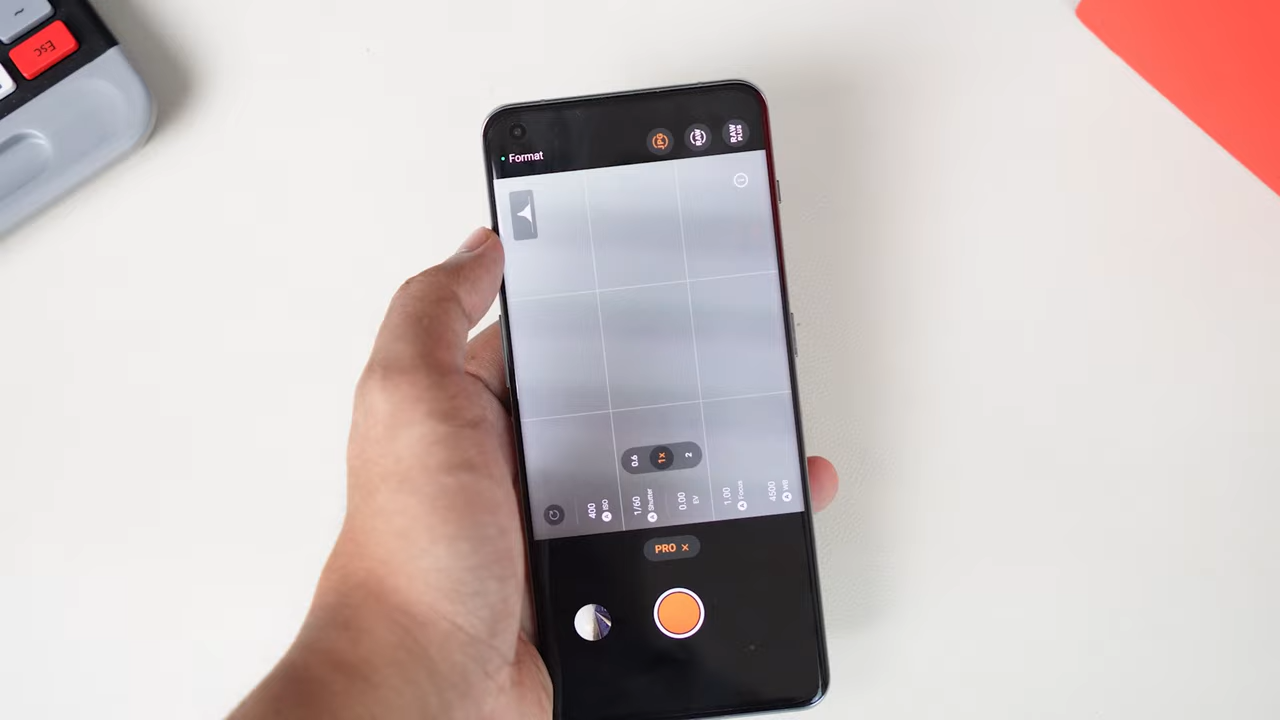 ~
Esc
Format
JPG
RAW
RAW
PLUS
0.6
1x
2
400
A ISO
1/60
A Shutter
0.00
EV
1.00
A Focus
4500
A WB
PRO ×